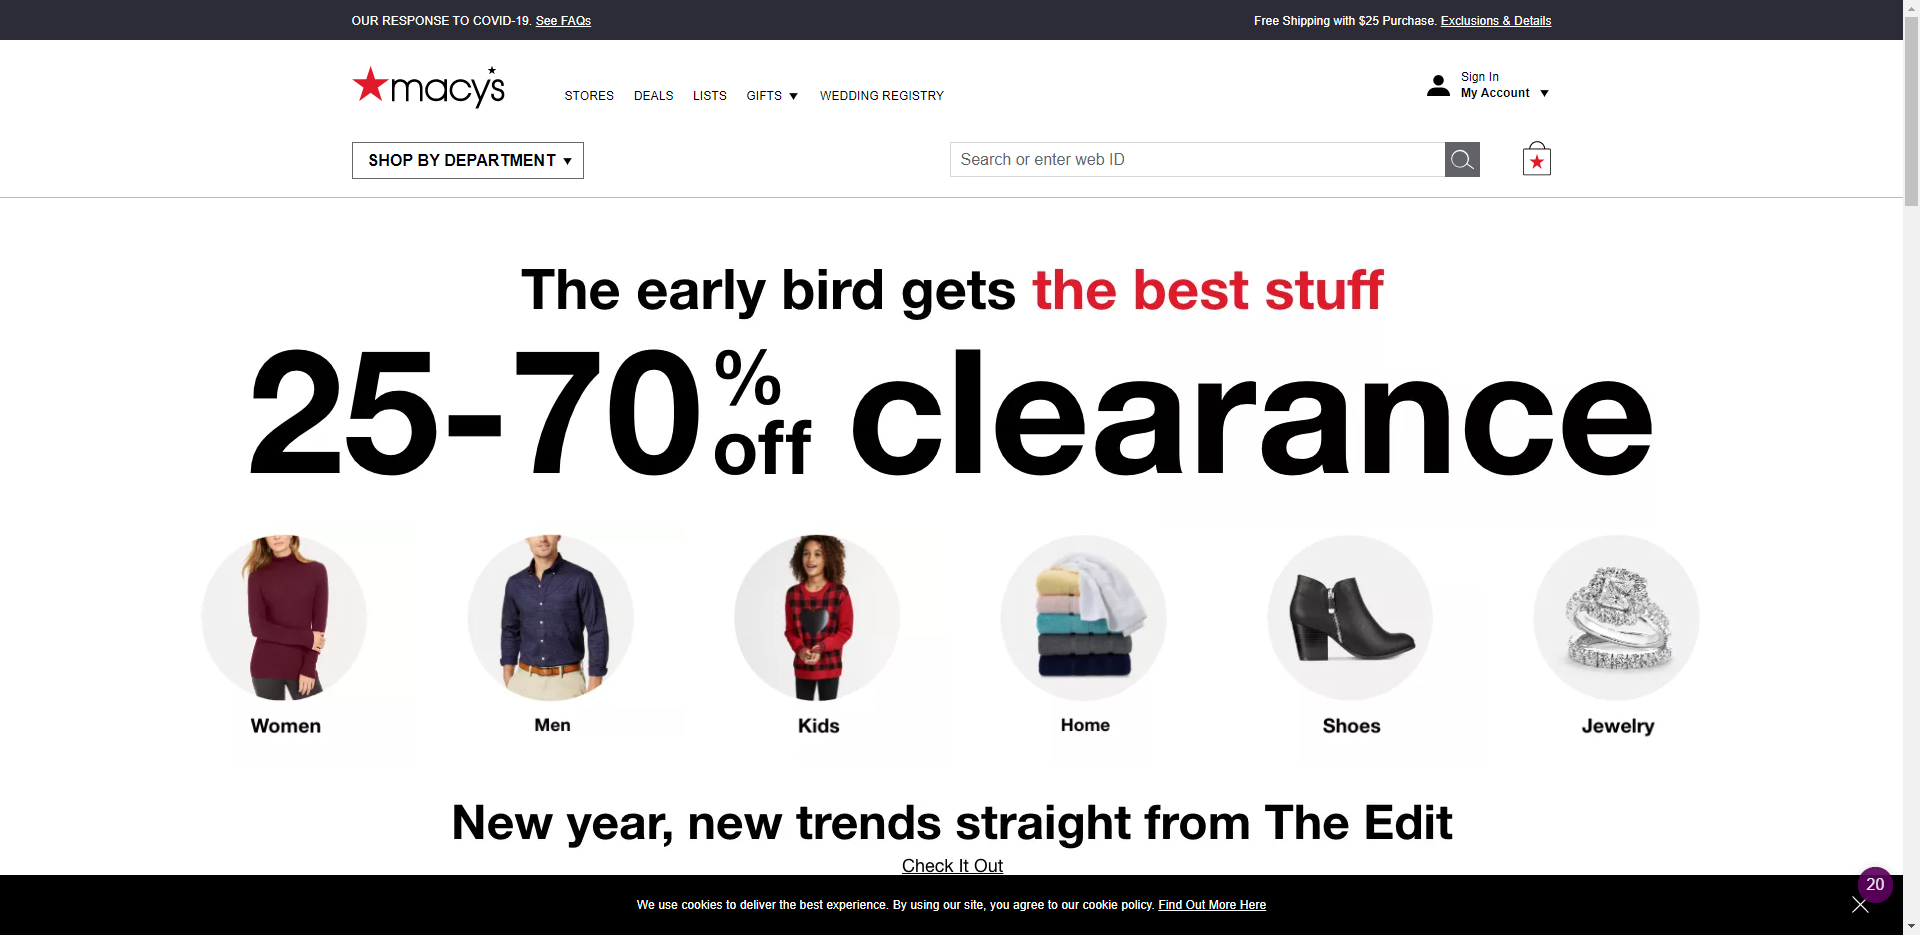 OUR RESPONSE TO COVID-19. See FAQs
Free Shipping with $25 Purchase. Exclusions & Details
macy's
STORES DEALS LISTS GIFTS WEDDING REGISTRY
Sign In
My Account
SHOP BY DEPARTMENT
Search or enter web ID
The early bird gets the best stuff
25-70% off clearance
Women Men Kids Home Shoes Jewelry
New year, new trends straight from The Edit
Check It Out
20
We use cookies to deliver the best experience. By using our site, you agree to our cookie policy. Find Out More Here